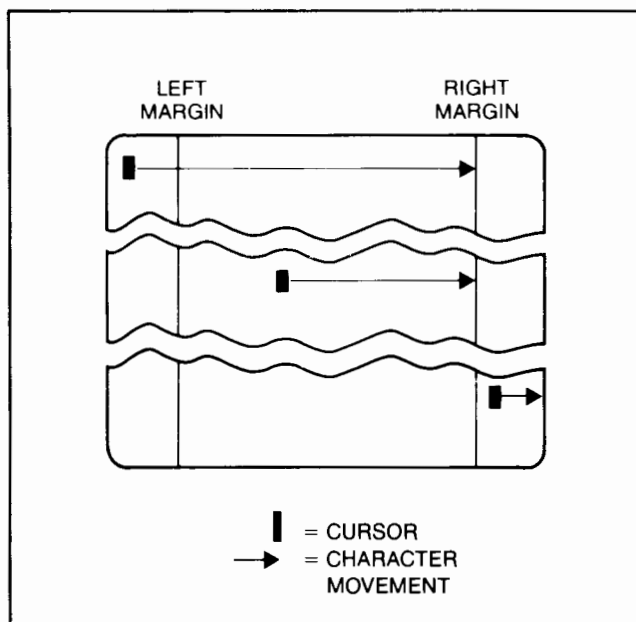 LEFT
MARGIN
RIGHT
MARGIN
= CURSOR
= CHARACTER
MOVEMENT